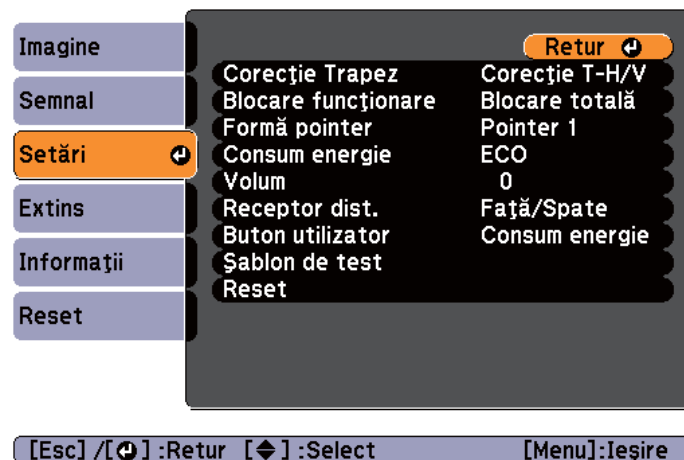 Imagine
Semnal
Setări
Extins
Informaţii
Reset
Retur
Corecţie Trapez Corecţie T-H/V
Blocare funcţionare Blocare totală
Formă pointer Pointer 1
Consum energie ECO
Volum 0
Receptor dist. Faţă/Spate
Buton utilizator Consum energie
Şablon de test
Reset
[Esc] /[ ] :Retur [ ] :Select [Menu]:Ieşire